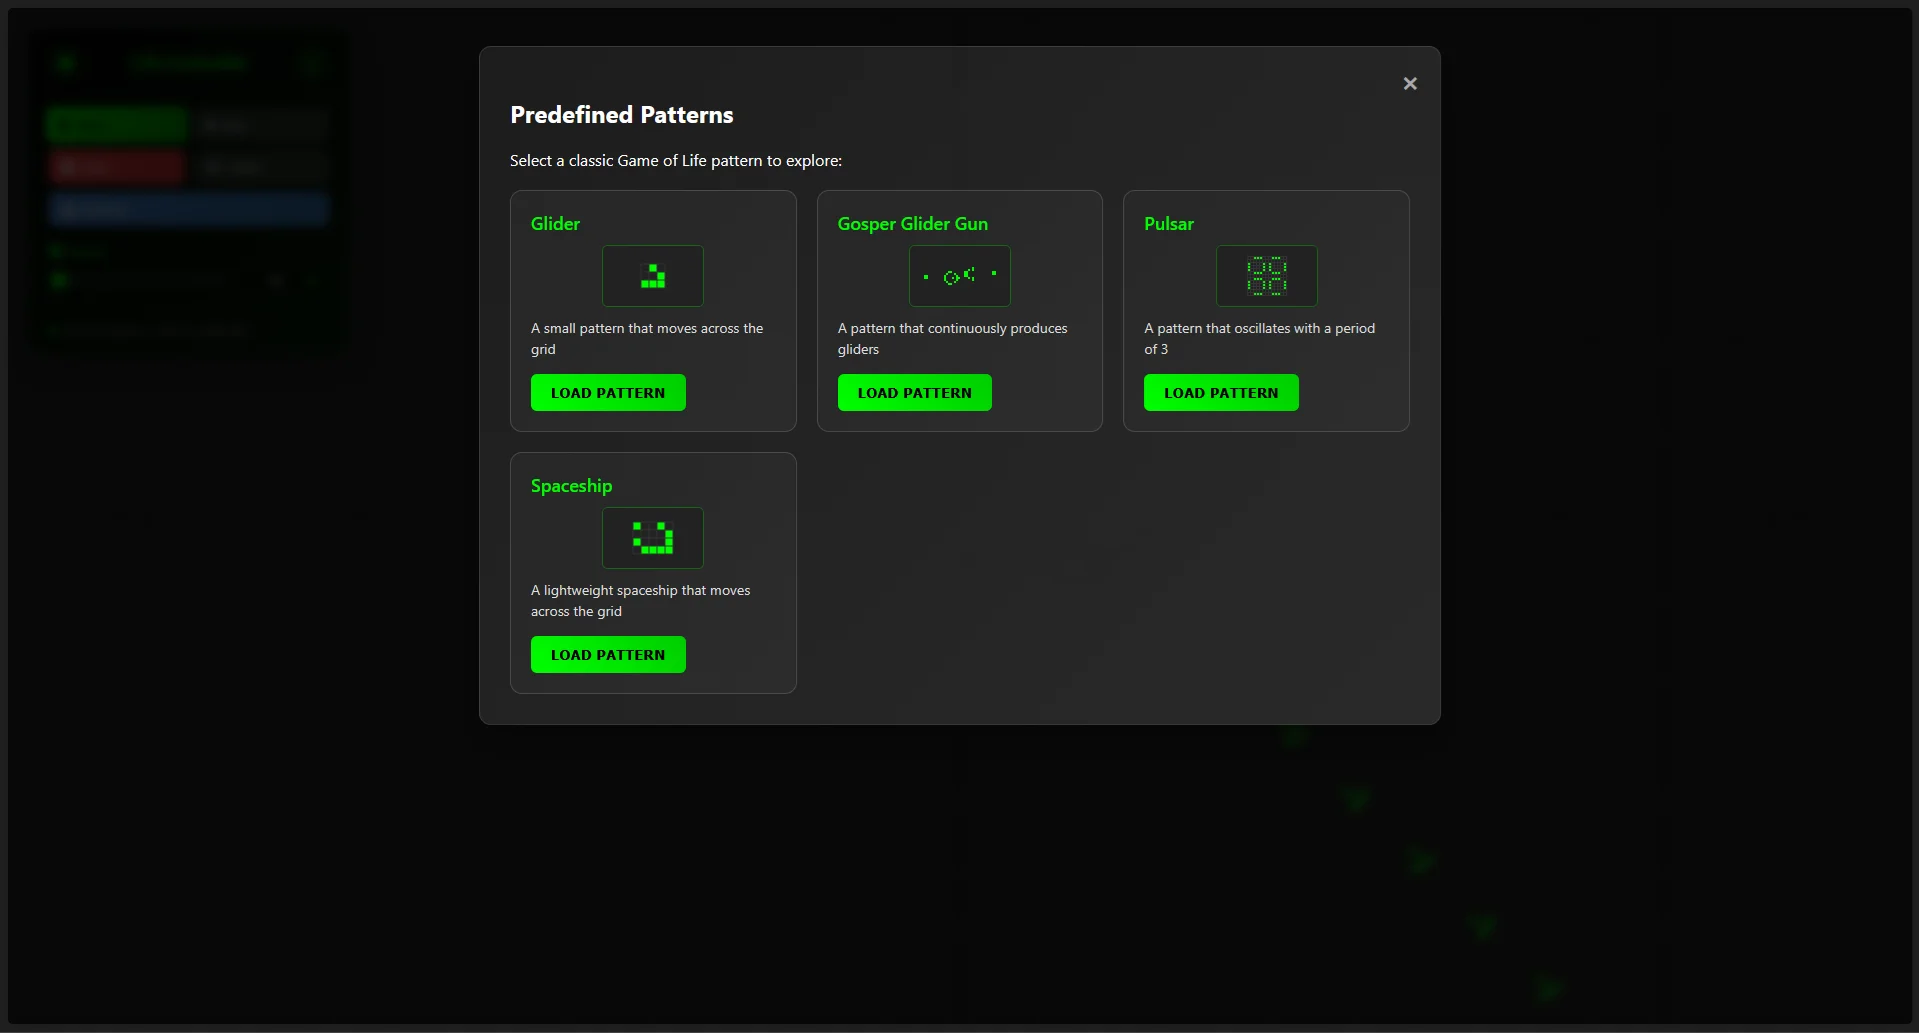 ×
Predefined Patterns
Select a classic Game of Life pattern to explore:
Glider
A small pattern that moves across the
grid
LOAD PATTERN
Gosper Glider Gun
A pattern that continuously produces
gliders
LOAD PATTERN
Pulsar
A pattern that oscillates with a period
of 3
LOAD PATTERN
Spaceship
A lightweight spaceship that moves
across the grid
LOAD PATTERN